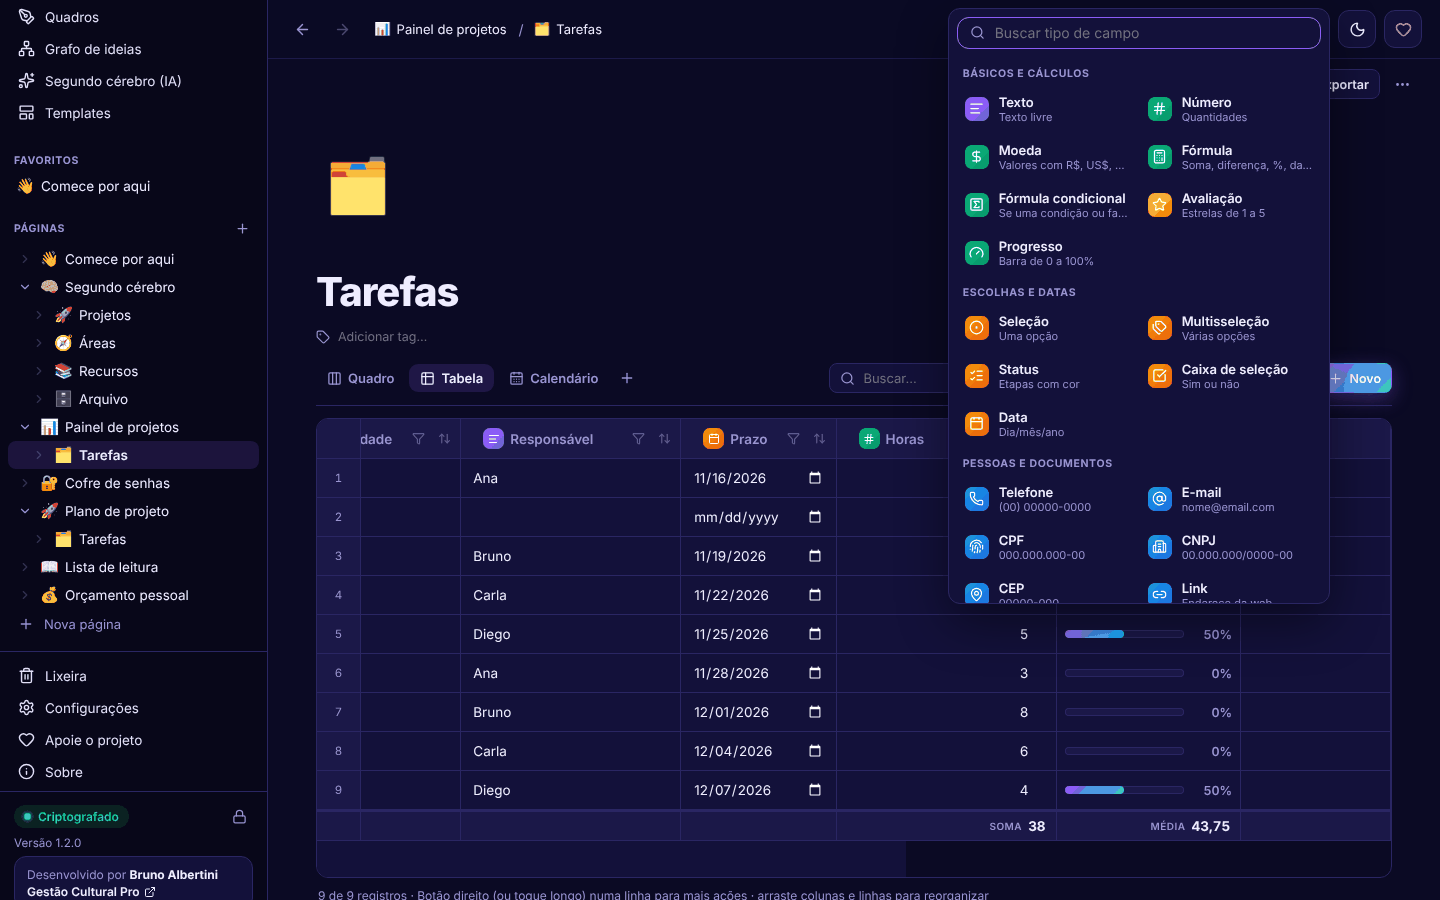 Quadros
Grafo de ideias
Segundo cérebro (IA)
Templates
FAVORITOS
Comece por aqui
PÁGINAS
Comece por aqui
Segundo cérebro
Projetos
Áreas
Recursos
Arquivo
Painel de projetos
Tarefas
Cofre de senhas
Plano de projeto
Tarefas
Lista de leitura
Orçamento pessoal
Nova página
Lixeira
Configurações
Apoie o projeto
Sobre
Criptografado
Versão 1.2.0
Desenvolvido por Bruno Albertini
Gestão Cultural Pro
Painel de projetos / Tarefas
portar
Tarefas
Adicionar tag...
Quadro Tabela Calendário
Buscar...
Novo
dade Responsável Prazo Horas
1 Ana 11/16/2026
2 mm/dd/yyyy
3 Bruno 11/19/2026
4 Carla 11/22/2026
5 Diego 11/25/2026 5 50%
6 Ana 11/28/2026 3 0%
7 Bruno 12/01/2026 8 0%
8 Carla 12/04/2026 6 0%
9 Diego 12/07/2026 4 50%
SOMA 38 MÉDIA 43,75
9 de 9 registros · Botão direito (ou toque longo) numa linha para mais ações · arraste colunas e linhas para reorganizar
Buscar tipo de campo
BÁSICOS E CÁLCULOS
Texto Número
Texto livre Quantidades
Moeda Fórmula
Valores com R$, US$, ... Soma, diferença, %, da...
Fórmula condicional Avaliação
Se uma condição ou fa... Estrelas de 1 a 5
Progresso
Barra de 0 a 100%
ESCOLHAS E DATAS
Seleção Multisseleção
Uma opção Várias opções
Status Caixa de seleção
Etapas com cor Sim ou não
Data
Dia/mês/ano
PESSOAS E DOCUMENTOS
Telefone E-mail
(00) 00000-0000 nome@email.com
CPF CNPJ
000.000.000-00 00.000.000/0000-00
CEP Link
00000-000 Endereço da web